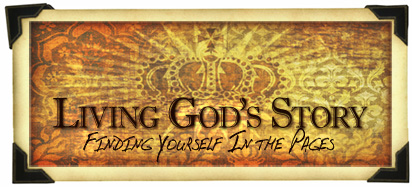 LIVING GOD'S STORY
FINDING YOURSELF IN THE PAGES